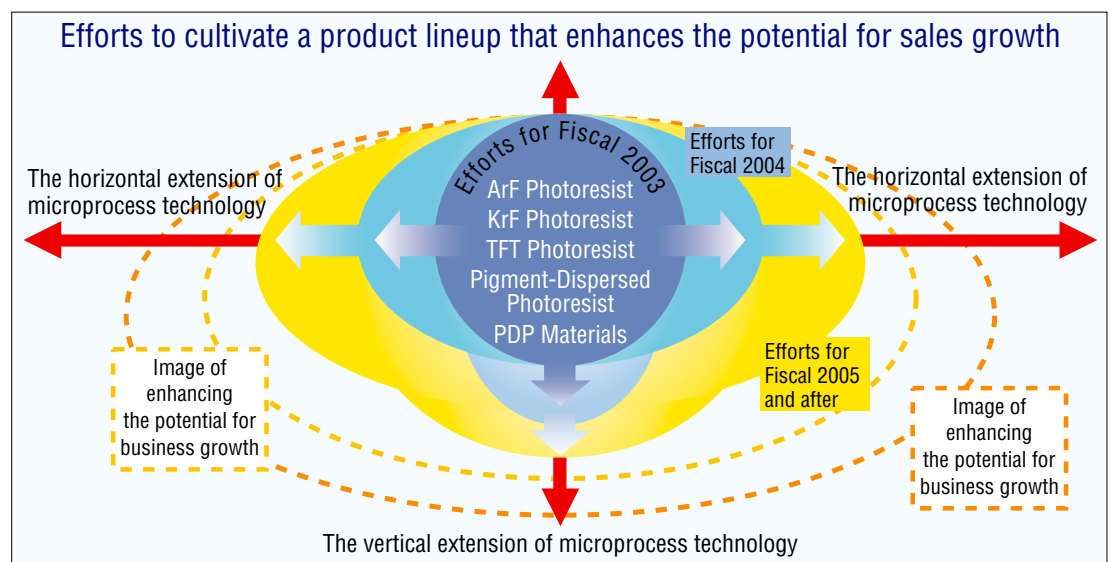 Efforts to cultivate a product lineup that enhances the potential for sales growth
Efforts for Fiscal 2003
ArF Photoresist
KrF Photoresist
TFT Photoresist
Pigment-Dispersed
Photoresist
PDP Materials
Efforts for
Fiscal 2004
The horizontal extension of
microprocess technology
The horizontal extension of
microprocess technology
Efforts for
Fiscal 2005
and after
Image of
enhancing
the potential for
business growth
Image of
enhancing
the potential for
business growth
The vertical extension of microprocess technology